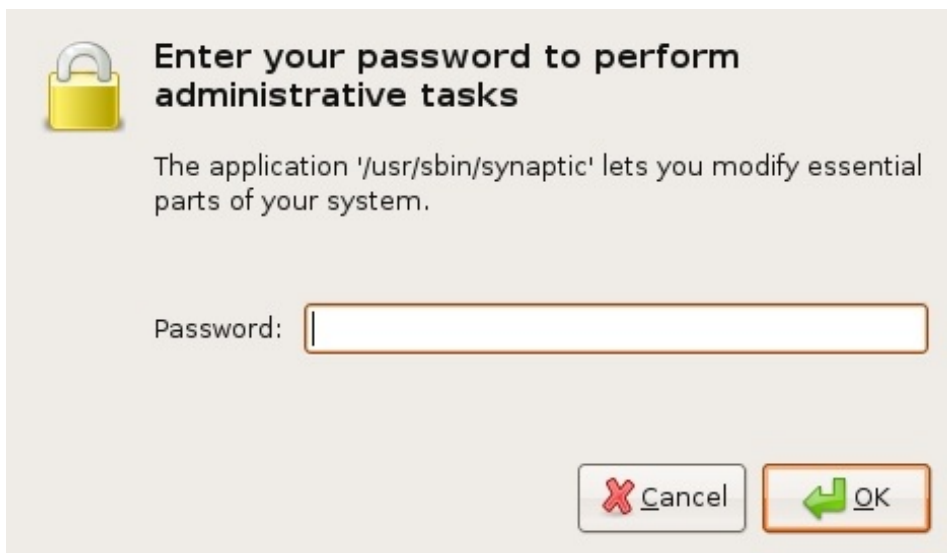 Enter your password to perform
administrative tasks
The application '/usr/sbin/synaptic' lets you modify essential
parts of your system.
Password:
Cancel OK